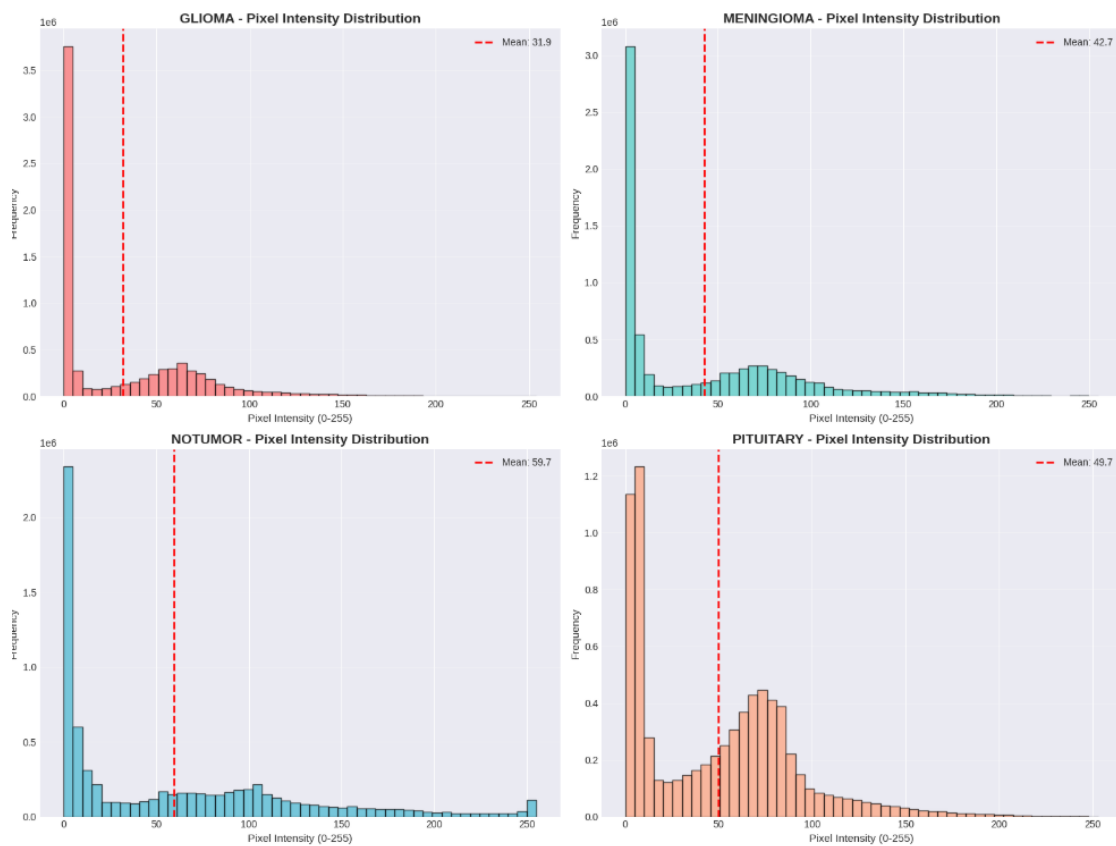 GLIOMA - Pixel Intensity Distribution
1e6
Mean: 31.9
3.5
3.0
2.5
2.0
1.5
1.0
0.5
0.0
Frequency
0 50 100 150 200 250
Pixel Intensity (0-255)
MENINGIOMA - Pixel Intensity Distribution
1e6
Mean: 42.7
3.0
2.5
2.0
1.5
1.0
0.5
0.0
Frequency
0 50 100 150 200 250
Pixel Intensity (0-255)
NOTUMOR - Pixel Intensity Distribution
1e6
Mean: 59.7
2.0
1.5
1.0
0.5
0.0
Frequency
0 50 100 150 200 250
Pixel Intensity (0-255)
PITUITARY - Pixel Intensity Distribution
1e6
Mean: 49.7
1.2
1.0
0.8
0.6
0.4
0.2
0.0
Frequency
0 50 100 150 200 250
Pixel Intensity (0-255)